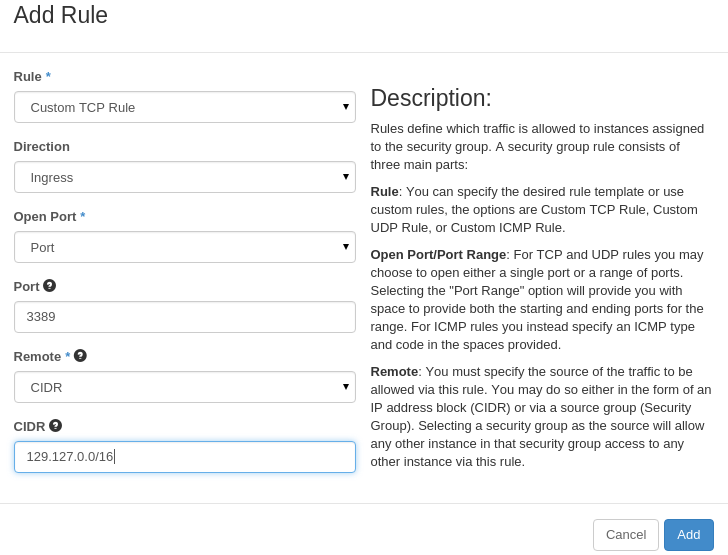 Add Rule
Rule *
Custom TCP Rule
Direction
Ingress
Open Port *
Port
Port
3389
Remote *
CIDR
CIDR
129.127.0.0/16
Description:
Rules define which traffic is allowed to instances assigned
to the security group. A security group rule consists of
three main parts:
Rule: You can specify the desired rule template or use
custom rules, the options are Custom TCP Rule, Custom
UDP Rule, or Custom ICMP Rule.
Open Port/Port Range: For TCP and UDP rules you may
choose to open either a single port or a range of ports.
Selecting the "Port Range" option will provide you with
space to provide both the starting and ending ports for the
range. For ICMP rules you instead specify an ICMP type
and code in the spaces provided.
Remote: You must specify the source of the traffic to be
allowed via this rule. You may do so either in the form of an
IP address block (CIDR) or via a source group (Security
Group). Selecting a security group as the source will allow
any other instance in that security group access to any
other instance via this rule.
Cancel
Add